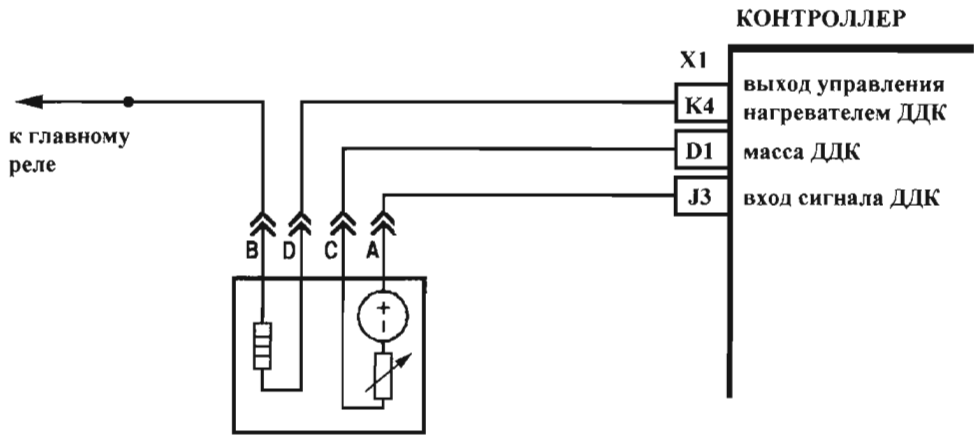 КОНТРОЛЛЕР
X1
K4
выход управления
нагревателем ДДК
D1
масса ДДК
J3
вход сигнала ДДК
к главному
реле
B
D
C
A
+
−